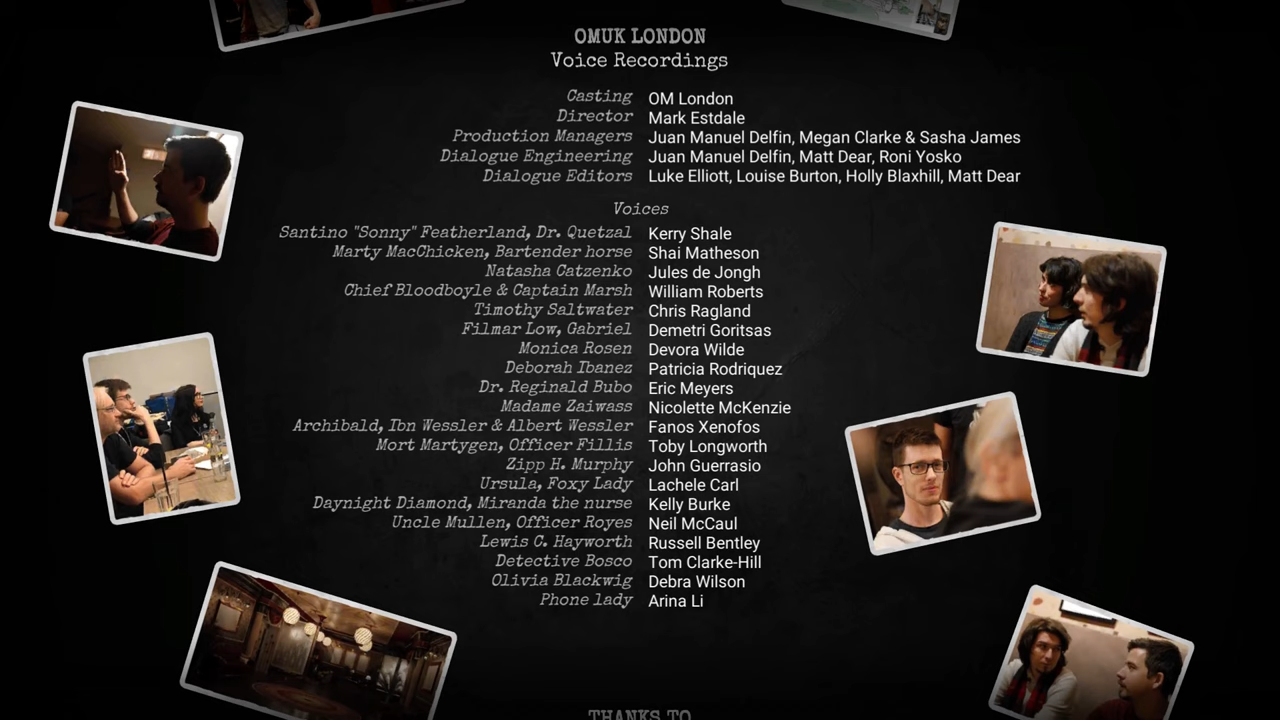 OMUK LONDON
Voice Recordings
Casting OM London
Director Mark Estdale
Production Managers Juan Manuel Delfin, Megan Clarke & Sasha James
Dialogue Engineering Juan Manuel Delfin, Matt Dear, Roni Yosko
Dialogue Editors Luke Elliott, Louise Burton, Holly Blaxhill, Matt Dear
Voices
Santino "Sonny" Featherland, Dr. Quetzal Kerry Shale
Marty MacChicken, Bartender horse Shai Matheson
Natasha Catzenko Jules de Jongh
Chief Bloodboyle & Captain Marsh William Roberts
Timothy Saltwater Chris Ragland
Filmar Low, Gabriel Demetri Goritsas
Monica Rosen Devora Wilde
Deborah Ibanez Patricia Rodriquez
Dr. Reginald Bubo Eric Meyers
Madame Zaiwass Nicolette McKenzie
Archibald, Ibn Wessler & Albert Wessler Fanos Xenofos
Mort Martygen, Officer Fillis Toby Longworth
Zipp H. Murphy John Guerrasio
Ursula, Foxy Lady Lachele Carl
Daynight Diamond, Miranda the nurse Kelly Burke
Uncle Mullen, Officer Royes Neil McCaul
Lewis C. Hayworth Russell Bentley
Detective Bosco Tom Clarke-Hill
Olivia Blackwig Debra Wilson
Phone lady Arina Li
THANKS TO